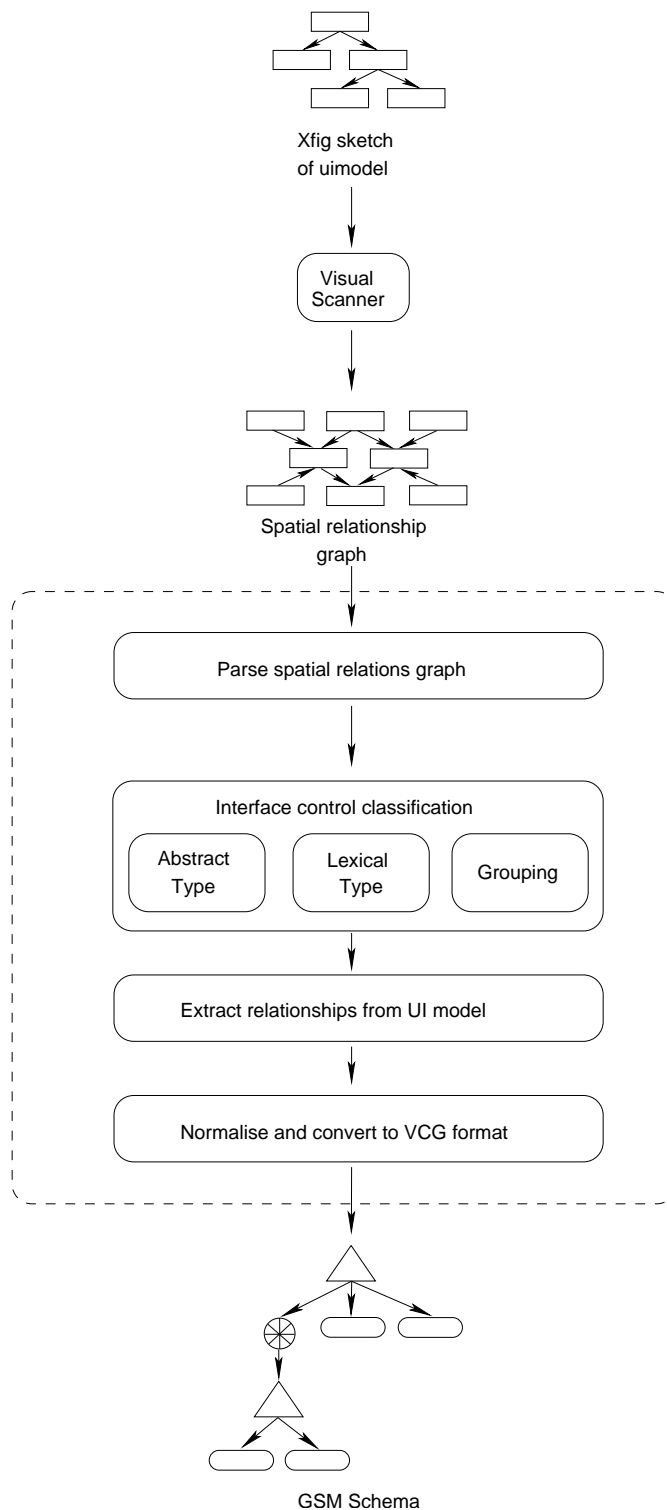 Xfig sketch
of uimodel
Visual
Scanner
Spatial relationship
graph
Parse spatial relations graph
Interface control classification
Abstract
Type
Lexical
Type
Grouping
Extract relationships from UI model
Normalise and convert to VCG format
GSM Schema